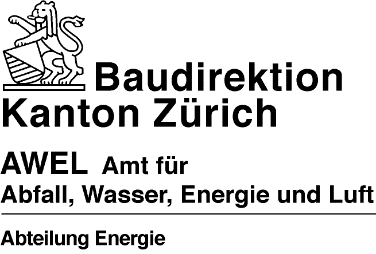 Baudirektion
Kanton Zürich
AWEL Amt für
Abfall, Wasser, Energie und Luft
Abteilung Energie